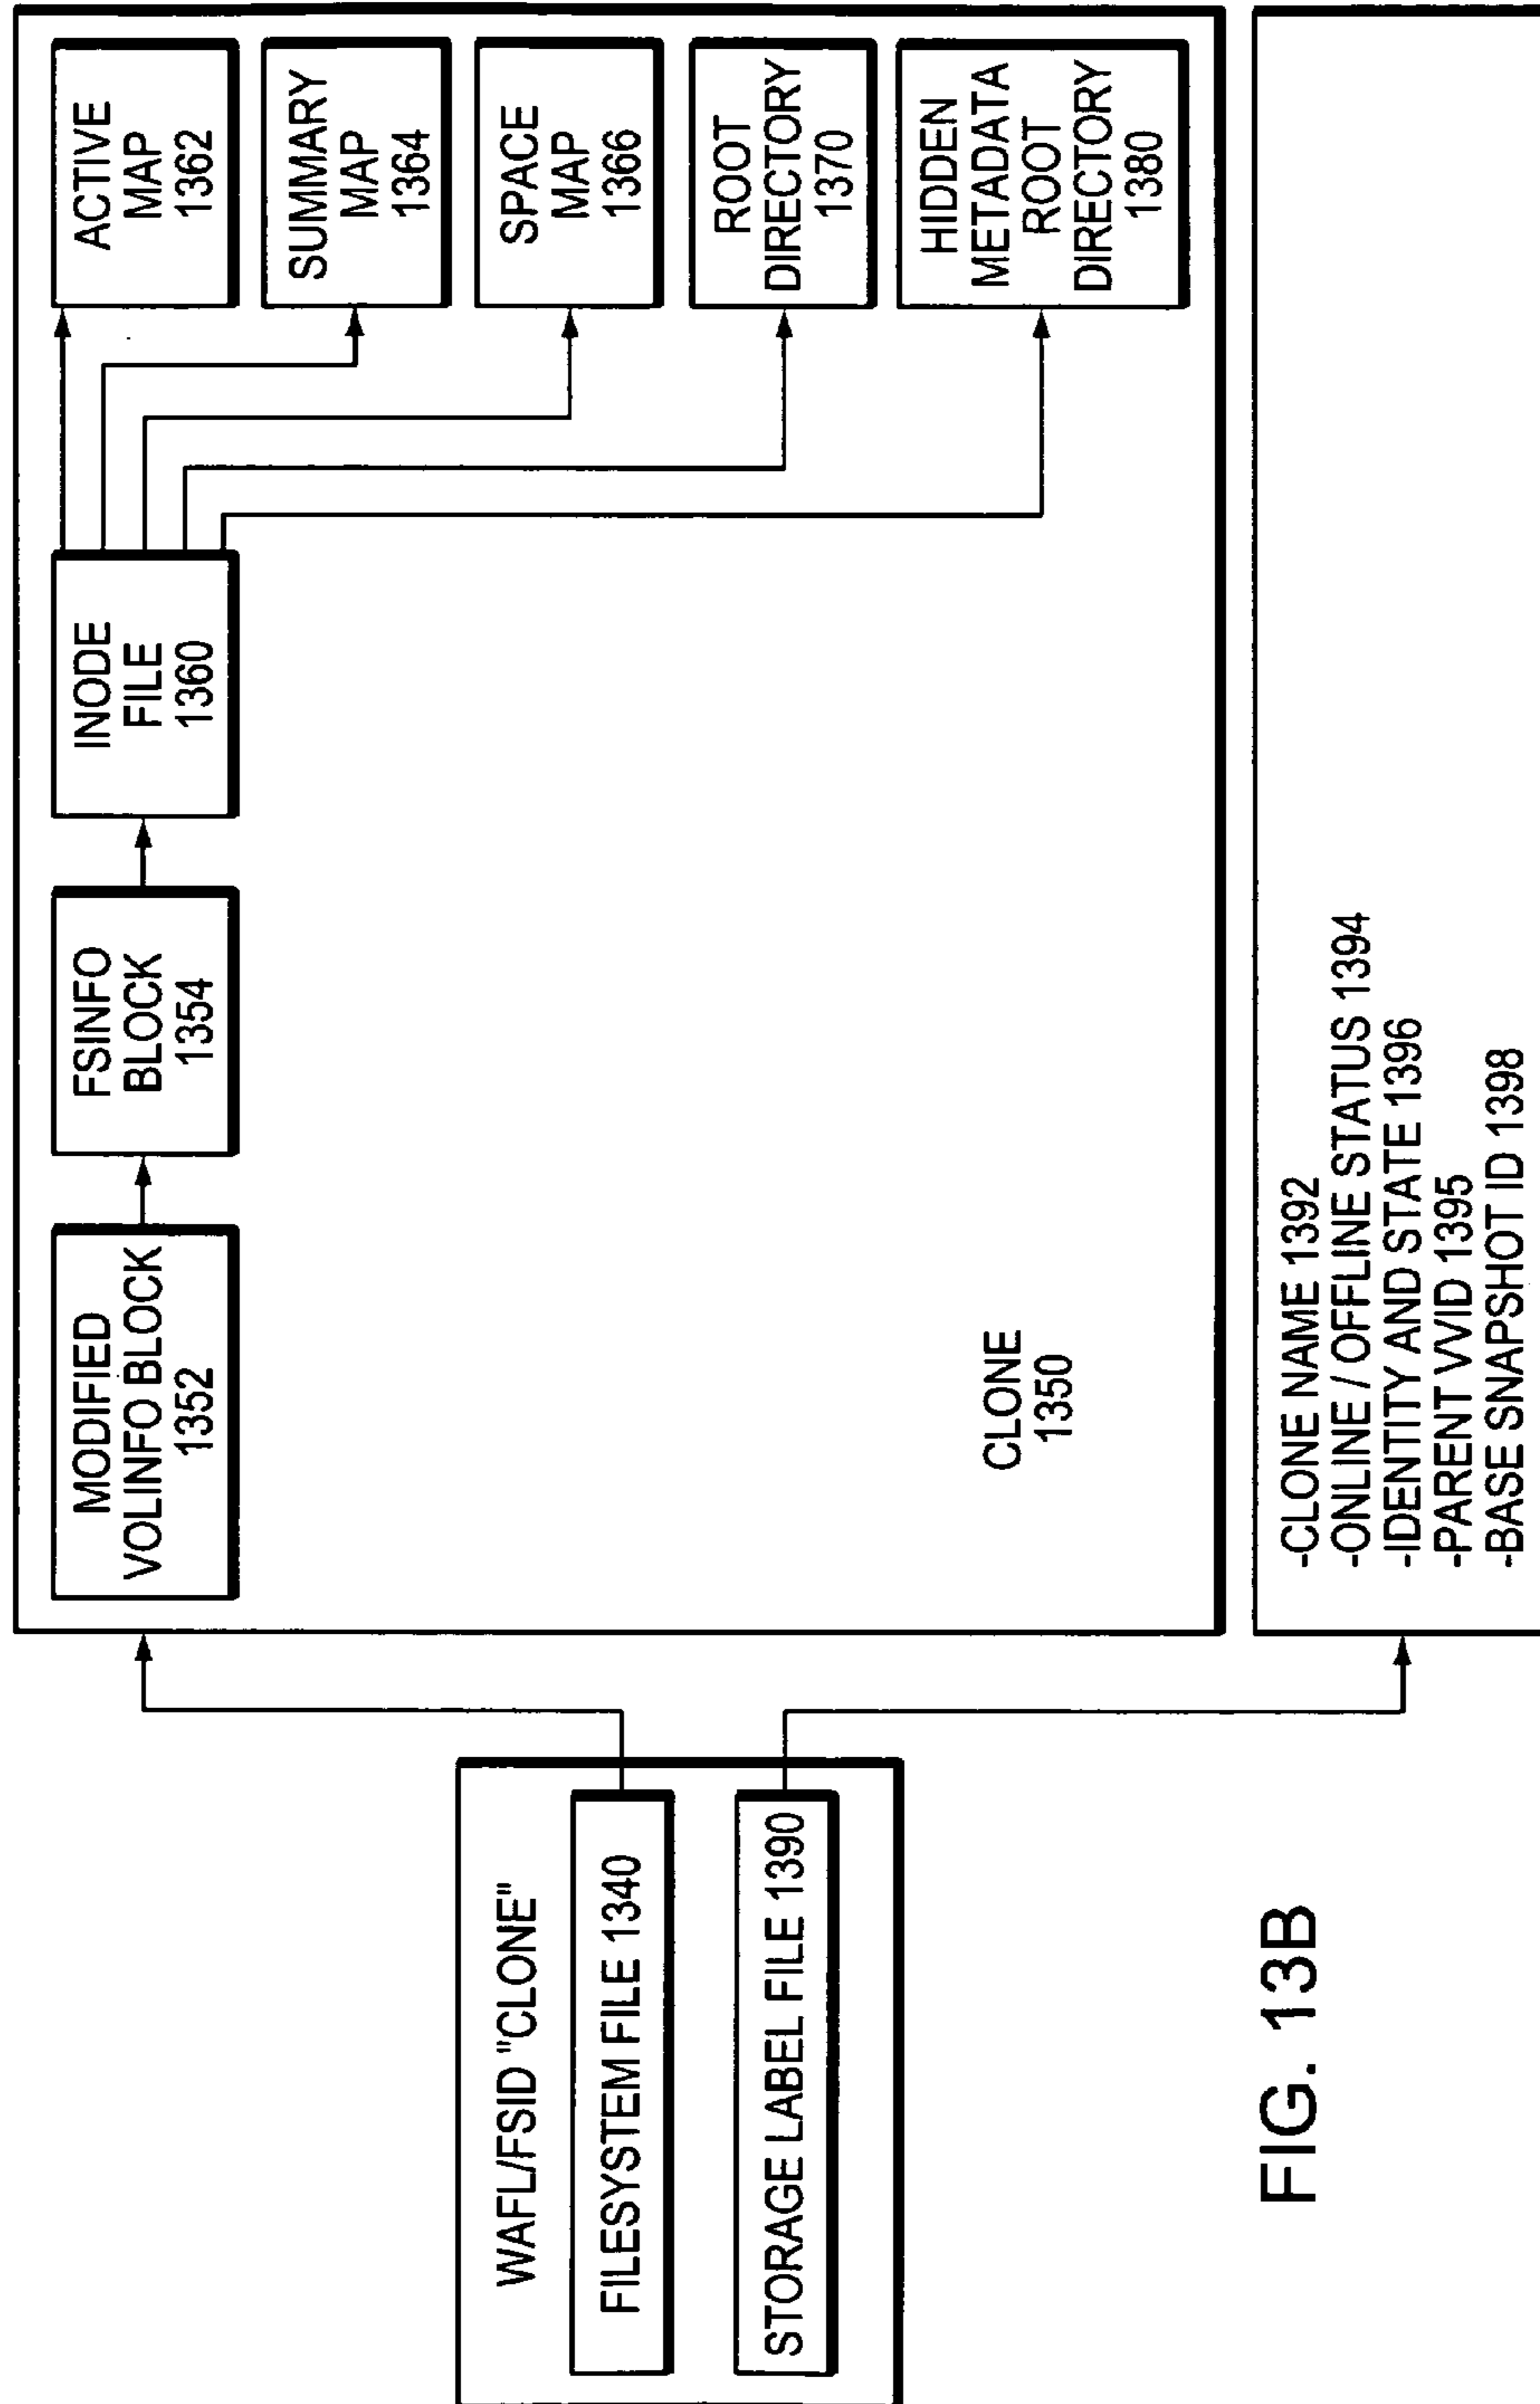 WAFL/FSID "CLONE"
FILESYSTEM FILE 1340
STORAGE LABEL FILE 1390
MODIFIED
VOLINFO BLOCK
1352
FSINFO
BLOCK
1354
INODE
FILE
1360
ACTIVE
MAP
1362
SUMMARY
MAP
1364
SPACE
MAP
1366
ROOT
DIRECTORY
1370
HIDDEN
METADATA
ROOT
DIRECTORY
1380
CLONE
1350
-CLONE NAME 1392
-ONLINE / OFFLINE STATUS 1394
-IDENTITY AND STATE 1396
-PARENT VVID 1395
-BASE SNAPSHOT ID 1398
FIG. 13B